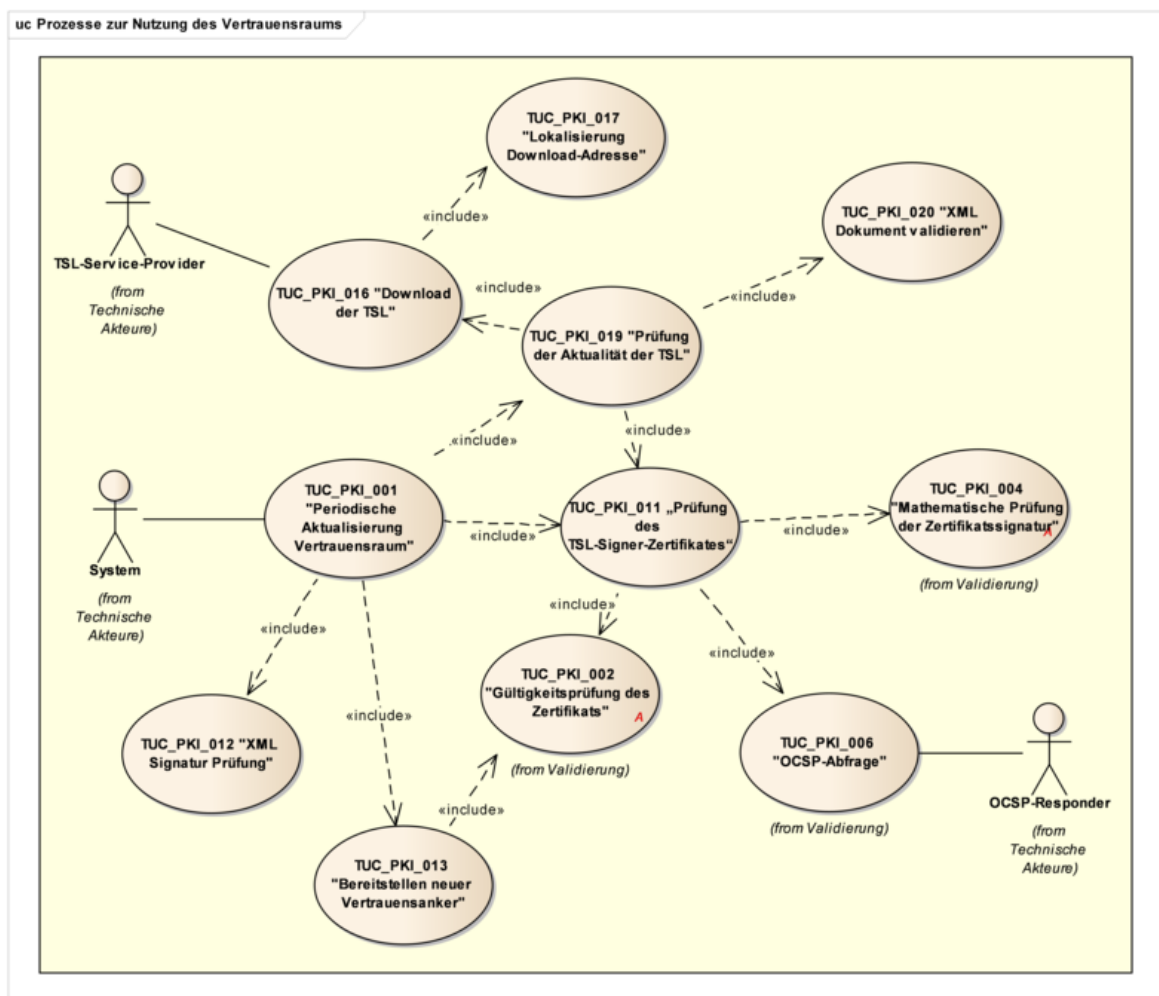 uc Prozesse zur Nutzung des Vertrauensraums
TUC_PKI_017
"Lokalisierung
Download-Adresse"
«include»
TSL-Service-Provider
(from
Technische
Akteure)
TUC_PKI_016 "Download
der TSL"
«include»
TUC_PKI_020 "XML
Dokument validieren"
«include»
TUC_PKI_019 "Prüfung
der Aktualität der TSL"
«include»
«include»
System
(from
Technische
Akteure)
TUC_PKI_001
"Periodische
Aktualisierung
Vertrauensraum"
«include»
TUC_PKI_011 „Prüfung
des
TSL-Signer-Zertifikates“
«include»
TUC_PKI_004
"Mathematische Prüfung
der Zertifikatssignatur"
A
(from Validierung)
«include»
«include»
«include»
«include»
TUC_PKI_002
"Gültigkeitsprüfung des
Zertifikats"
A
(from Validierung)
TUC_PKI_012 "XML
Signatur Prüfung"
TUC_PKI_006
"OCSP-Abfrage"
(from Validierung)
OCSP-Responder
(from
Technische
Akteure)
«include»
TUC_PKI_013
"Bereitstellen neuer
Vertrauensanker"